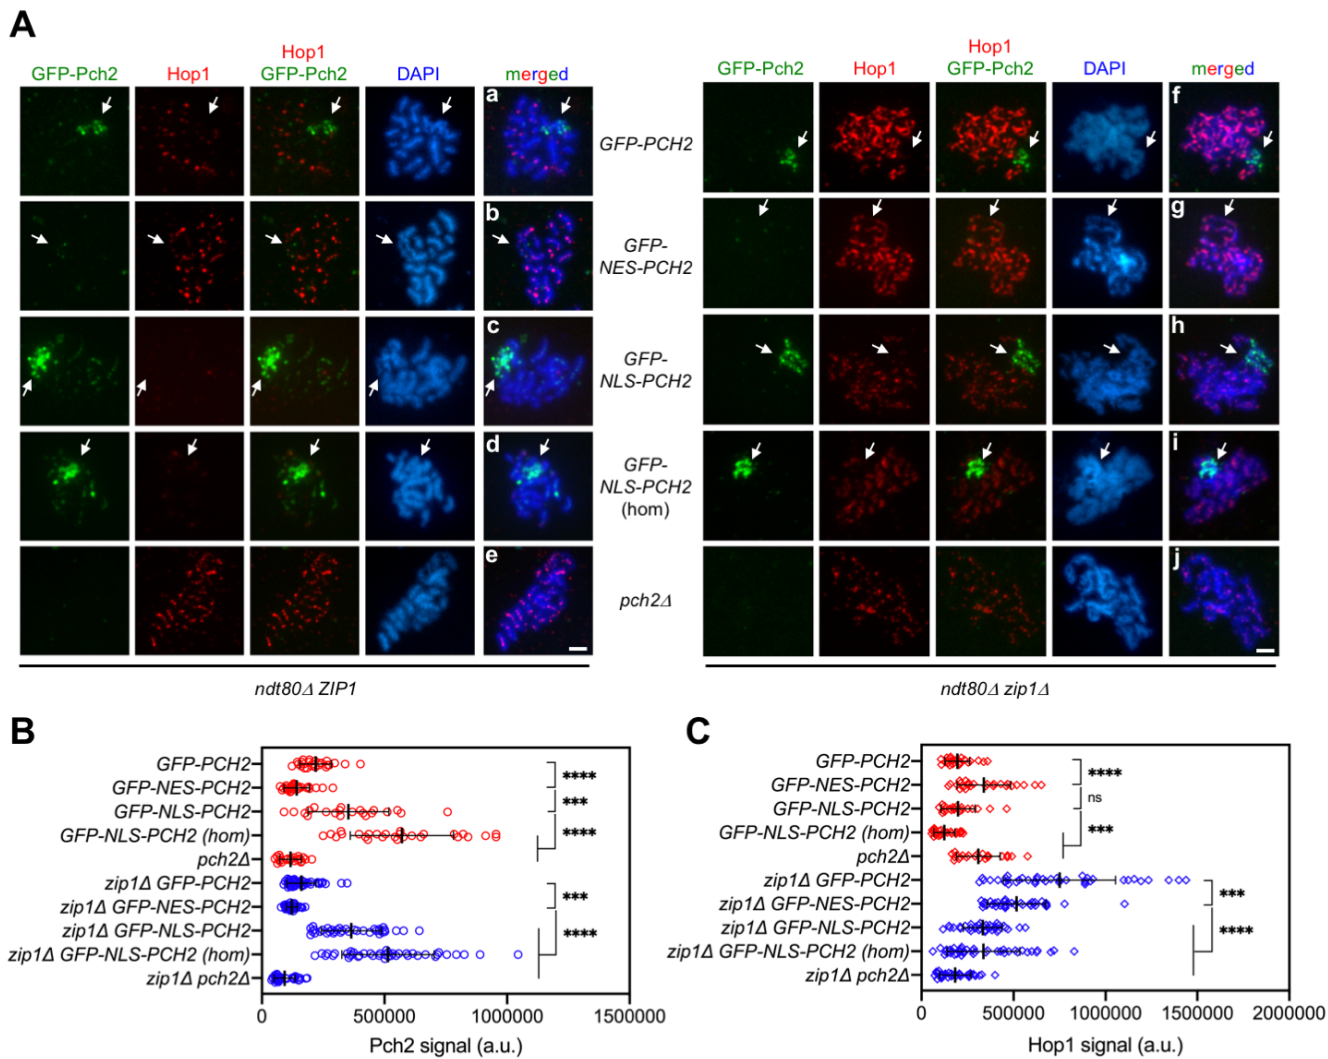 A
Hop1
GFP-Pch2 Hop1 GFP-Pch2 DAPI merged
a
GFP-PCH2
b
GFP-
NES-PCH2
c
GFP-
NLS-PCH2
d
GFP-
NLS-PCH2
(hom)
e
pch2Δ
ndt80Δ ZIP1
Hop1
GFP-Pch2 Hop1 GFP-Pch2 DAPI merged
f
g
h
i
j
ndt80Δ zip1Δ
B
GFP-PCH2
GFP-NES-PCH2
GFP-NLS-PCH2
GFP-NLS-PCH2 (hom)
pch2Δ
zip1Δ GFP-PCH2
zip1Δ GFP-NES-PCH2
zip1Δ GFP-NLS-PCH2
zip1Δ GFP-NLS-PCH2 (hom)
zip1Δ pch2Δ
****
***
****
***
****
0 500000 1000000 1500000
Pch2 signal (a.u.)
C
GFP-PCH2
GFP-NES-PCH2
GFP-NLS-PCH2
GFP-NLS-PCH2 (hom)
pch2Δ
zip1Δ GFP-PCH2
zip1Δ GFP-NES-PCH2
zip1Δ GFP-NLS-PCH2
zip1Δ GFP-NLS-PCH2 (hom)
zip1Δ pch2Δ
****
ns
***
***
****
0 500000 1000000 1500000 2000000
Hop1 signal (a.u.)